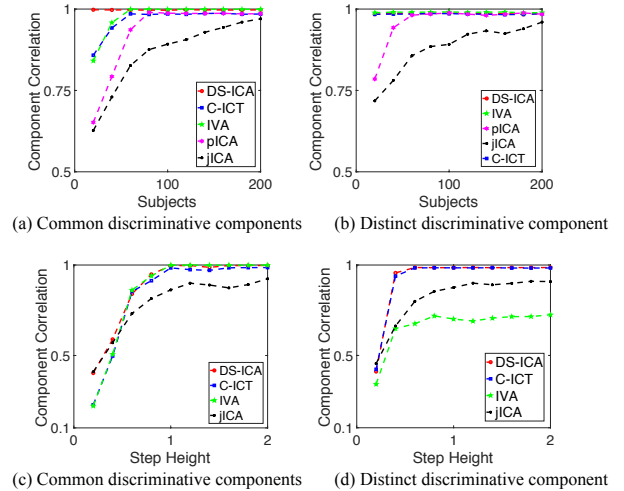 1
0.75
0.5
Component Correlation
0
100
200
Subjects
DS-ICA
C-ICT
IVA
pICA
jICA
(a) Common discriminative components
1
0.75
0.5
Component Correlation
0
100
200
Subjects
DS-ICA
IVA
pICA
jICA
C-ICT
(b) Distinct discriminative component
1
0.5
0.1
Component Correlation
0
1
2
Step Height
DS-ICA
C-ICT
IVA
jICA
(c) Common discriminative components
1
0.5
0.1
Component Correlation
0
1
2
Step Height
DS-ICA
C-ICT
IVA
jICA
(d) Distinct discriminative component